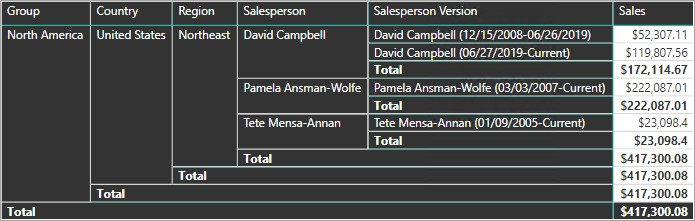 Group Country Region Salesperson Salesperson Version Sales
North America United States Northeast David Campbell David Campbell (12/15/2008-06/26/2019) $52,307.11
David Campbell (06/27/2019-Current) $119,807.56
Total $172,114.67
Pamela Ansman-Wolfe Pamela Ansman-Wolfe (03/03/2007-Current) $222,087.01
Total $222,087.01
Tete Mensa-Annan Tete Mensa-Annan (01/09/2005-Current) $23,098.4
Total $23,098.4
Total $417,300.08
Total $417,300.08
Total $417,300.08
Total $417,300.08